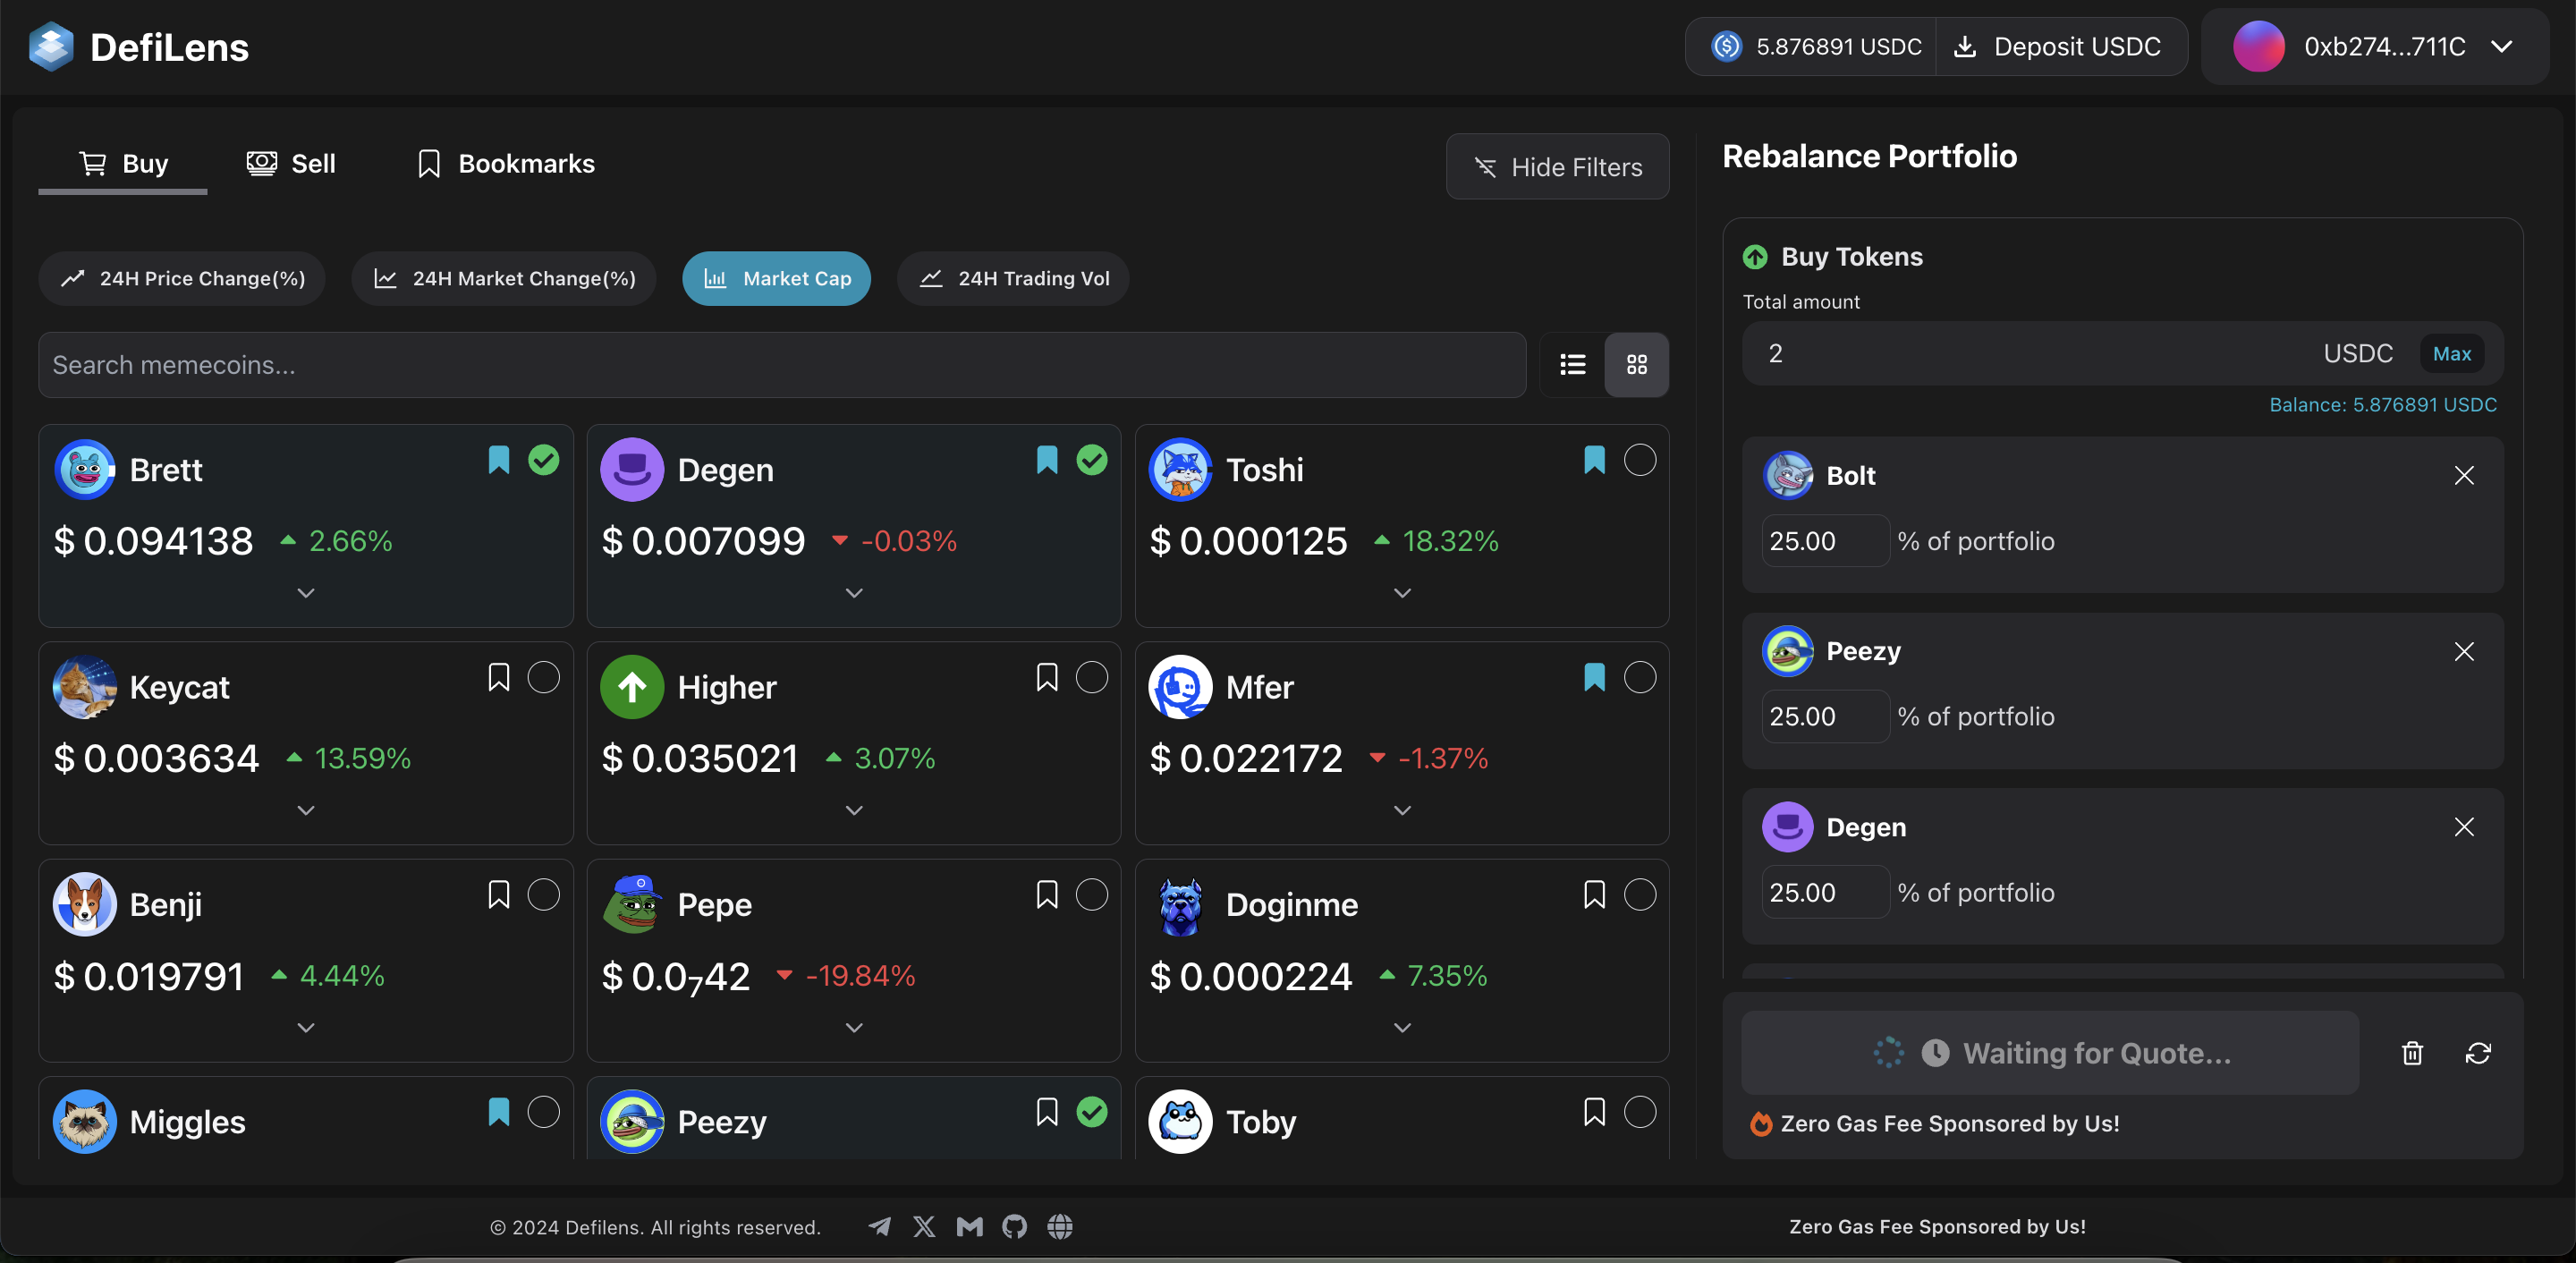 DefiLens
5.876891 USDC
Deposit USDC
0xb274...711C
Buy
Sell
Bookmarks
Hide Filters
24H Price Change(%)
24H Market Change(%)
Market Cap
24H Trading Vol
Search memecoins...
Brett
$ 0.094138
2.66%
Degen
$ 0.007099
-0.03%
Toshi
$ 0.000125
18.32%
Keycat
$ 0.003634
13.59%
Higher
$ 0.035021
3.07%
Mfer
$ 0.022172
-1.37%
Benji
$ 0.019791
4.44%
Pepe
$ 0.0₇42
-19.84%
Doginme
$ 0.000224
7.35%
Miggles
Peezy
Toby
Rebalance Portfolio
Buy Tokens
Total amount
2
USDC
Max
Balance: 5.876891 USDC
Bolt
25.00 % of portfolio
Peezy
25.00 % of portfolio
Degen
25.00 % of portfolio
Waiting for Quote...
Zero Gas Fee Sponsored by Us!
© 2024 Defilens. All rights reserved.
Zero Gas Fee Sponsored by Us!